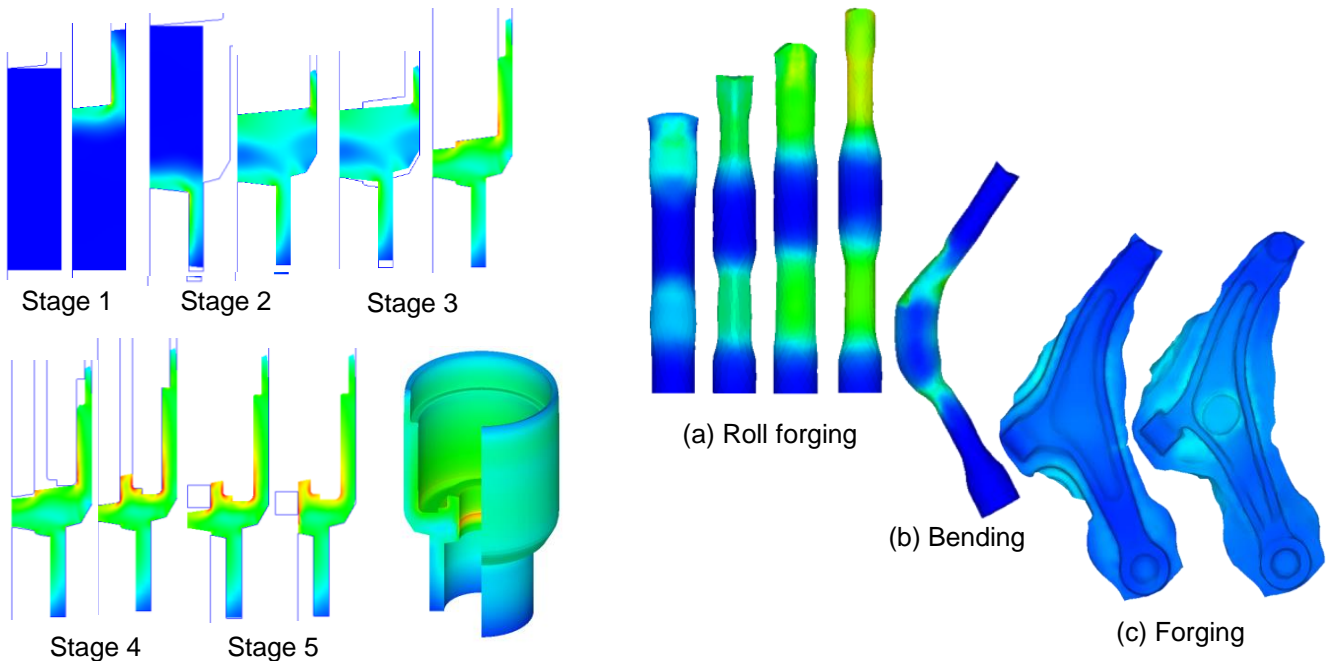 Stage 1
Stage 2
Stage 3
Stage 4
Stage 5
(a) Roll forging
(b) Bending
(c) Forging